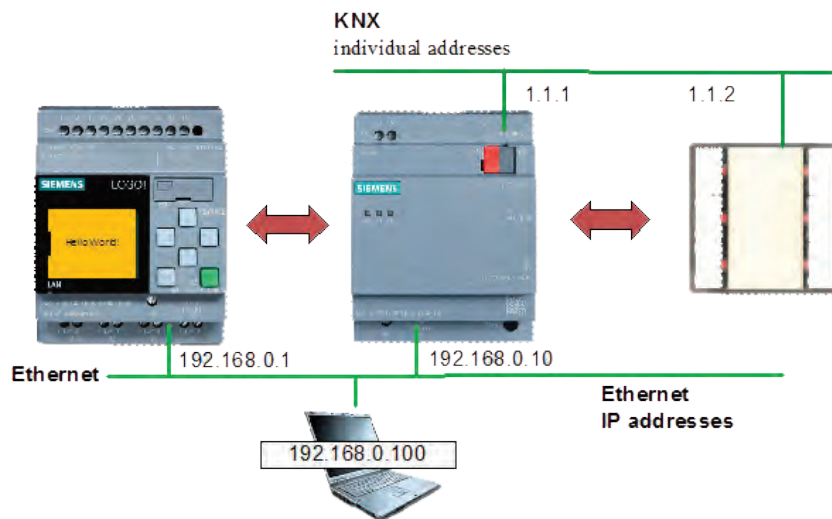 KNX
individual addresses
1.1.1
1.1.2
SIEMENS
LOGO!
SIEMENS
Hello World!
LAN
192.168.0.1
192.168.0.10
Ethernet
Ethernet
IP addresses
192.168.0.100